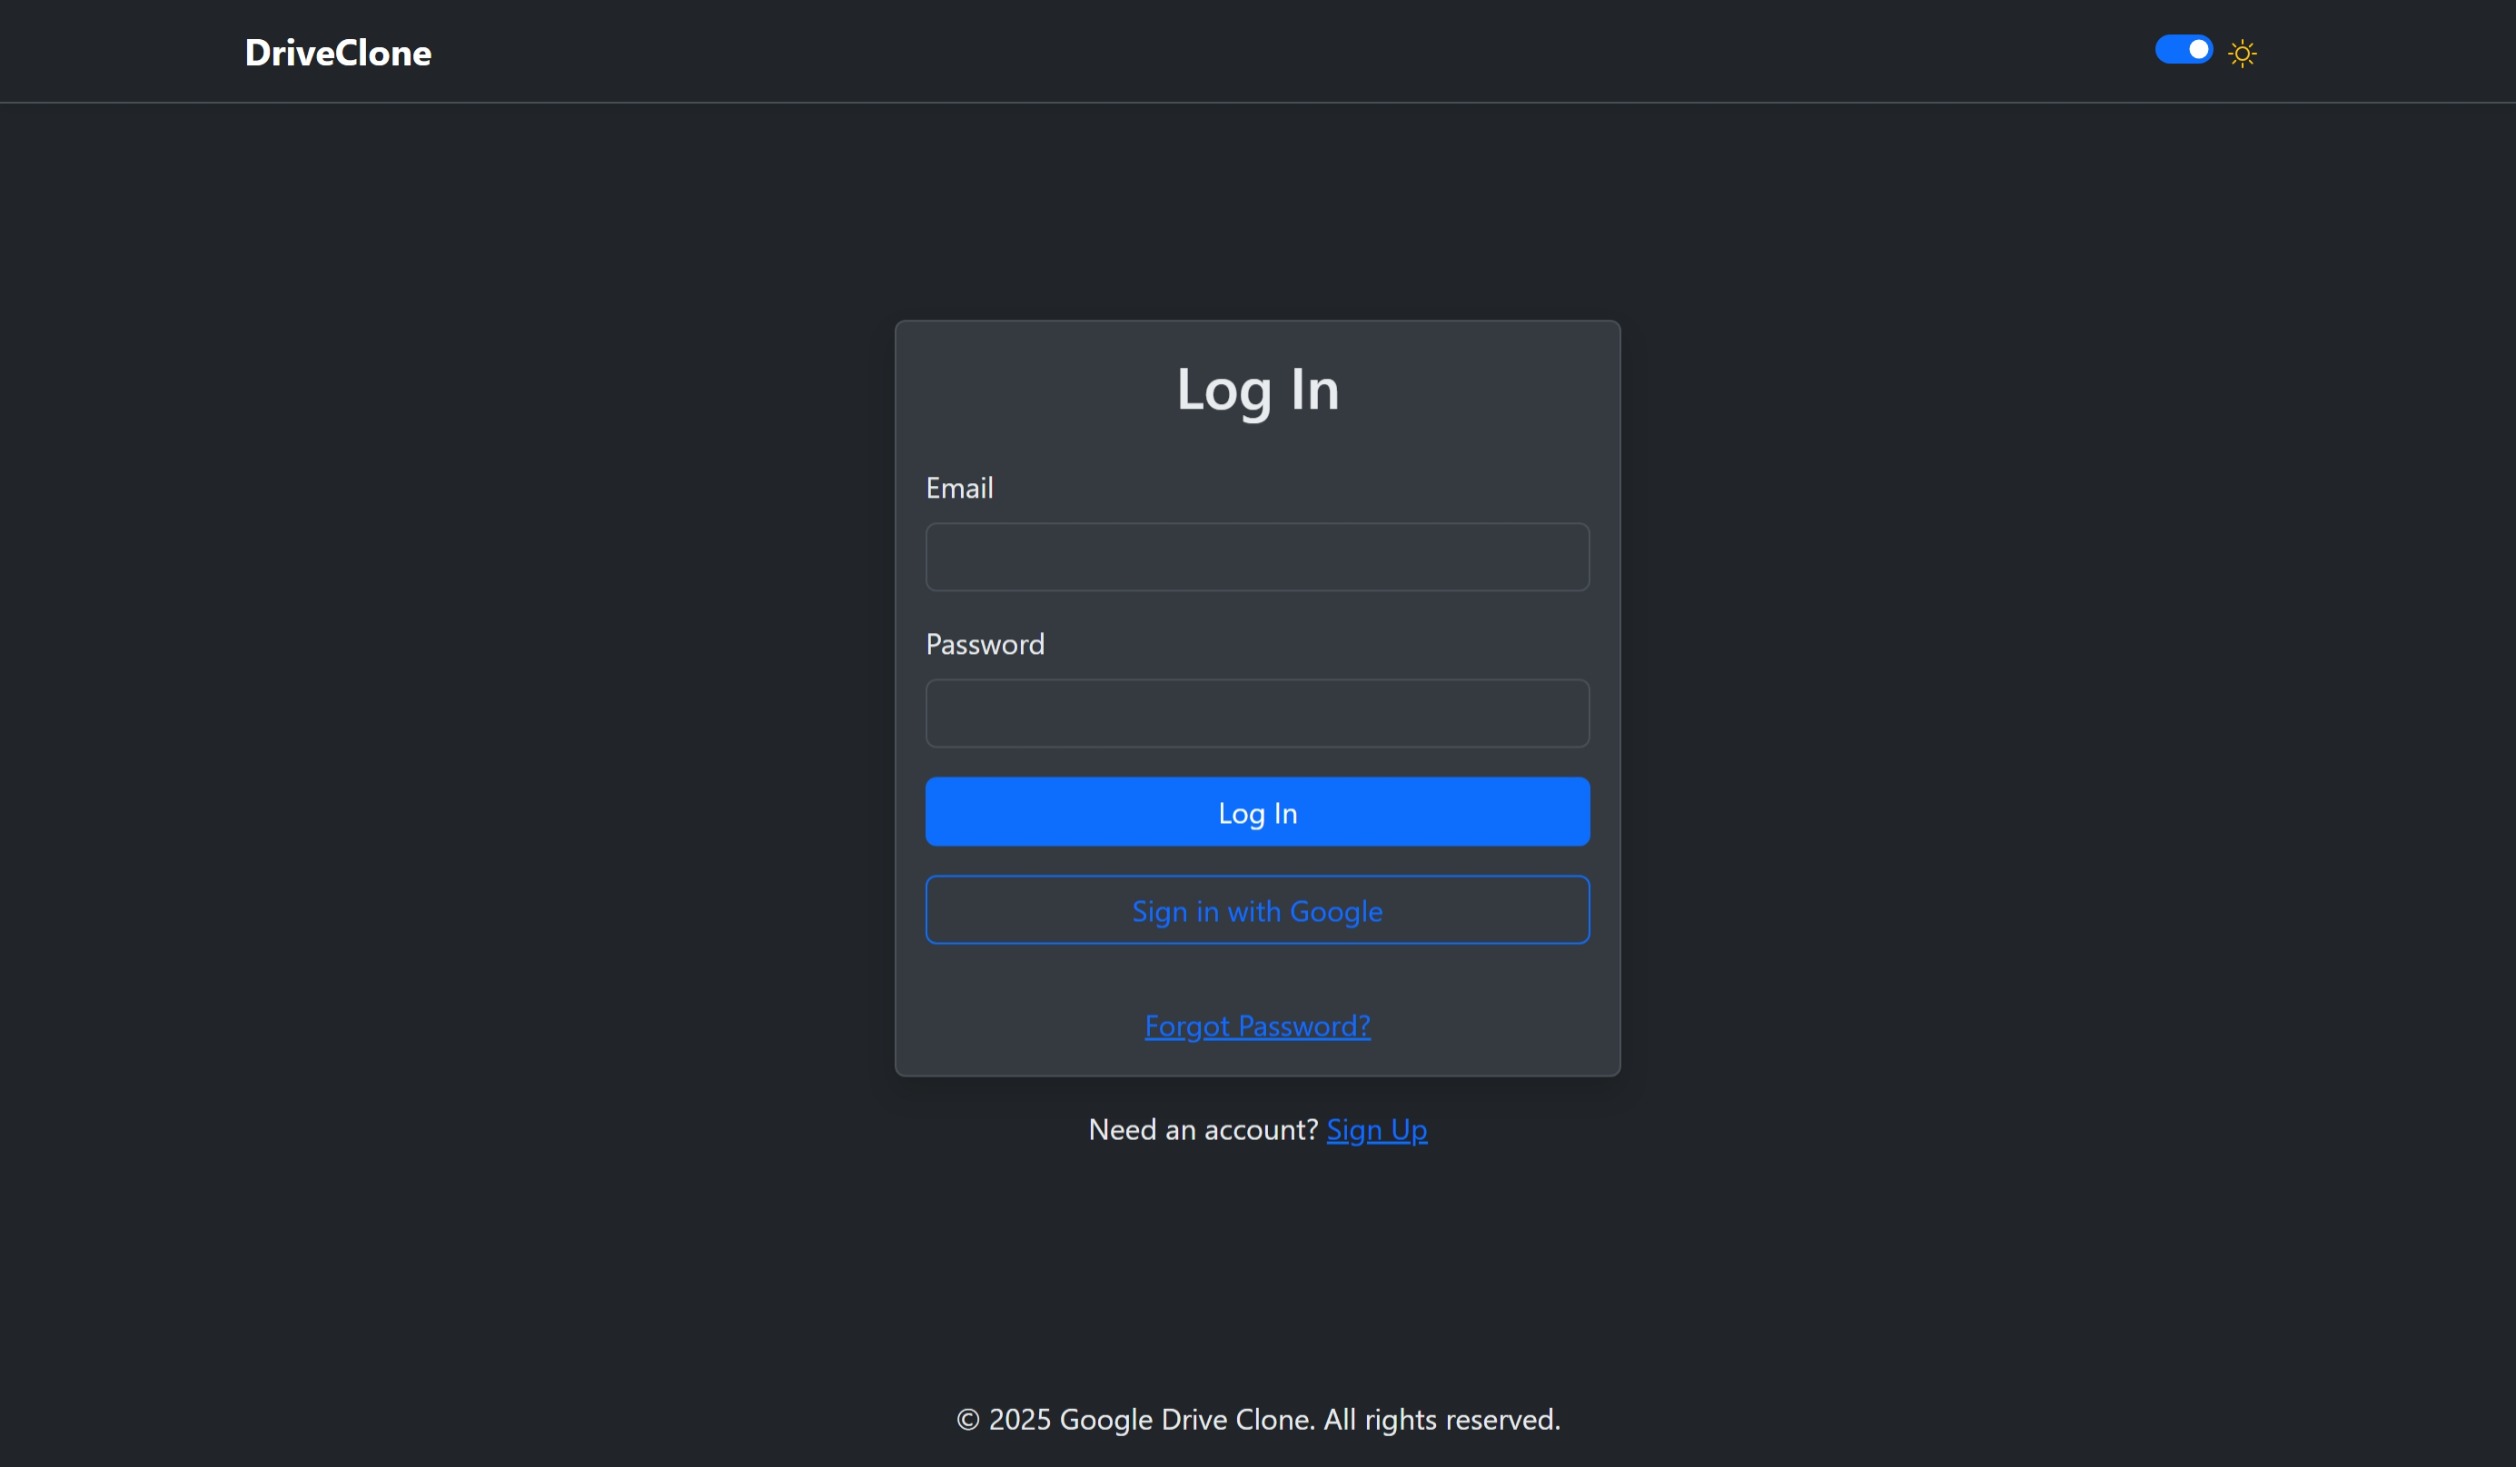 DriveClone
Log In
Email
Password
Log In
Sign in with Google
Forgot Password?
Need an account? Sign Up
© 2025 Google Drive Clone. All rights reserved.